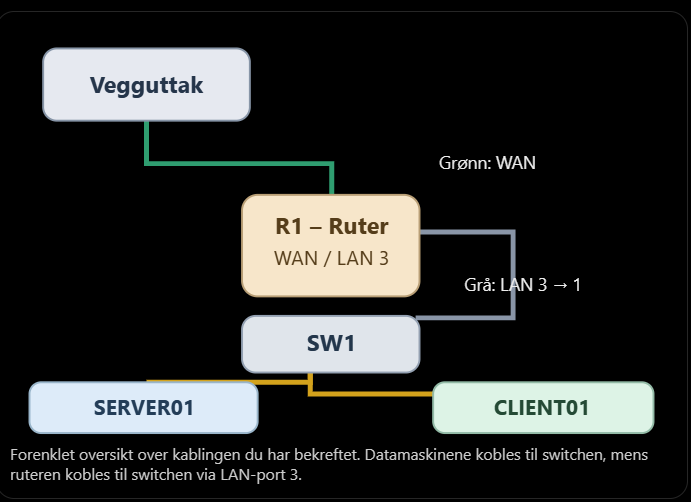 Vegguttak
Grønn: WAN
R1 – Ruter
WAN / LAN 3
Grå: LAN 3 → 1
SW1
SERVER01
CLIENT01
Forenklet oversikt over kablingen du har bekreftet. Datamaskinene kobles til switchen, mens
ruteren kobles til switchen via LAN-port 3.